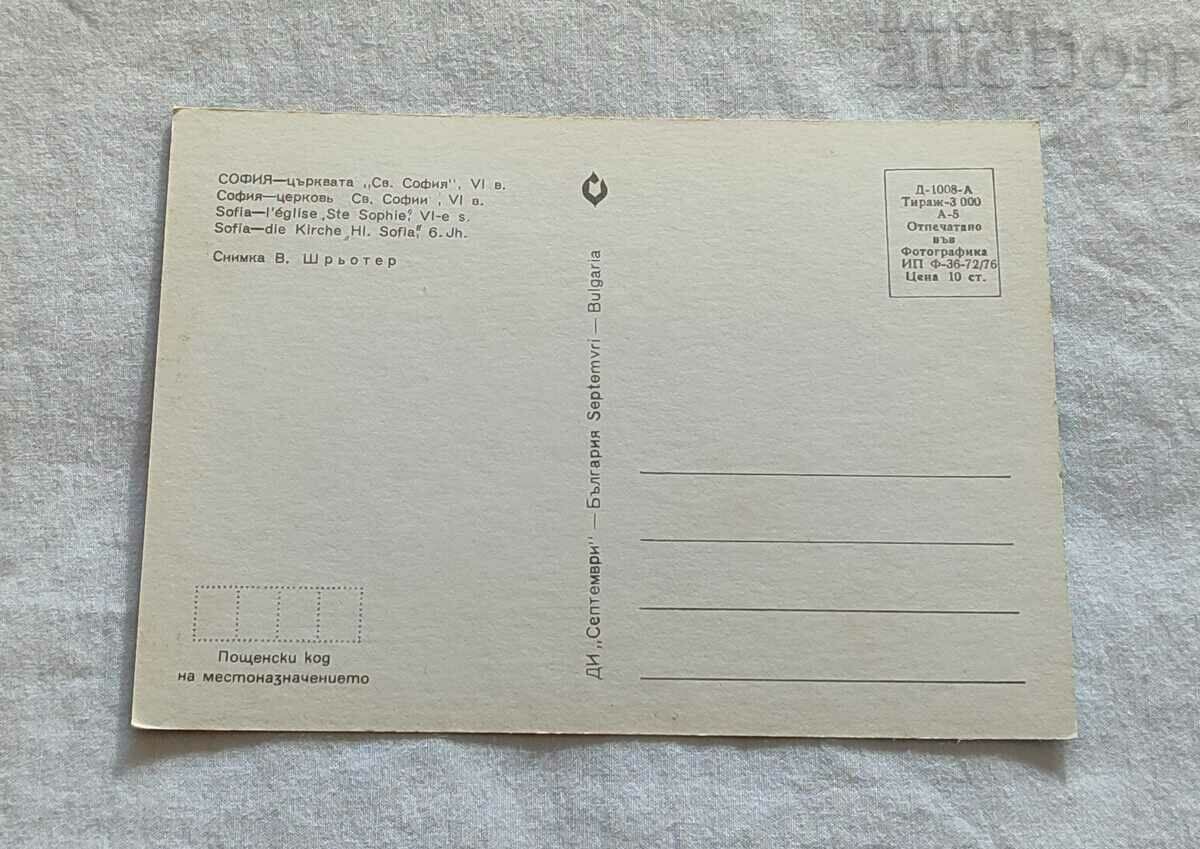 СОФИЯ—църквата „Св. София", VI в.
София—церковь Св. Софии , VI в.
Sofia—l'église „Ste Sophie", VI-e s.
Sofia—die Kirche „Hl. Sofia," 6. Jh.
Снимка В. Шрьотер
Пощенски код
на местоназначението
ДИ „Септември" — България Septemvri — Bulgaria
Д-1008-А
Тираж-3 000
А-5
Отпечатано
във
Фотографика
ИП Ф-36-72/76
Цена 10 ст.